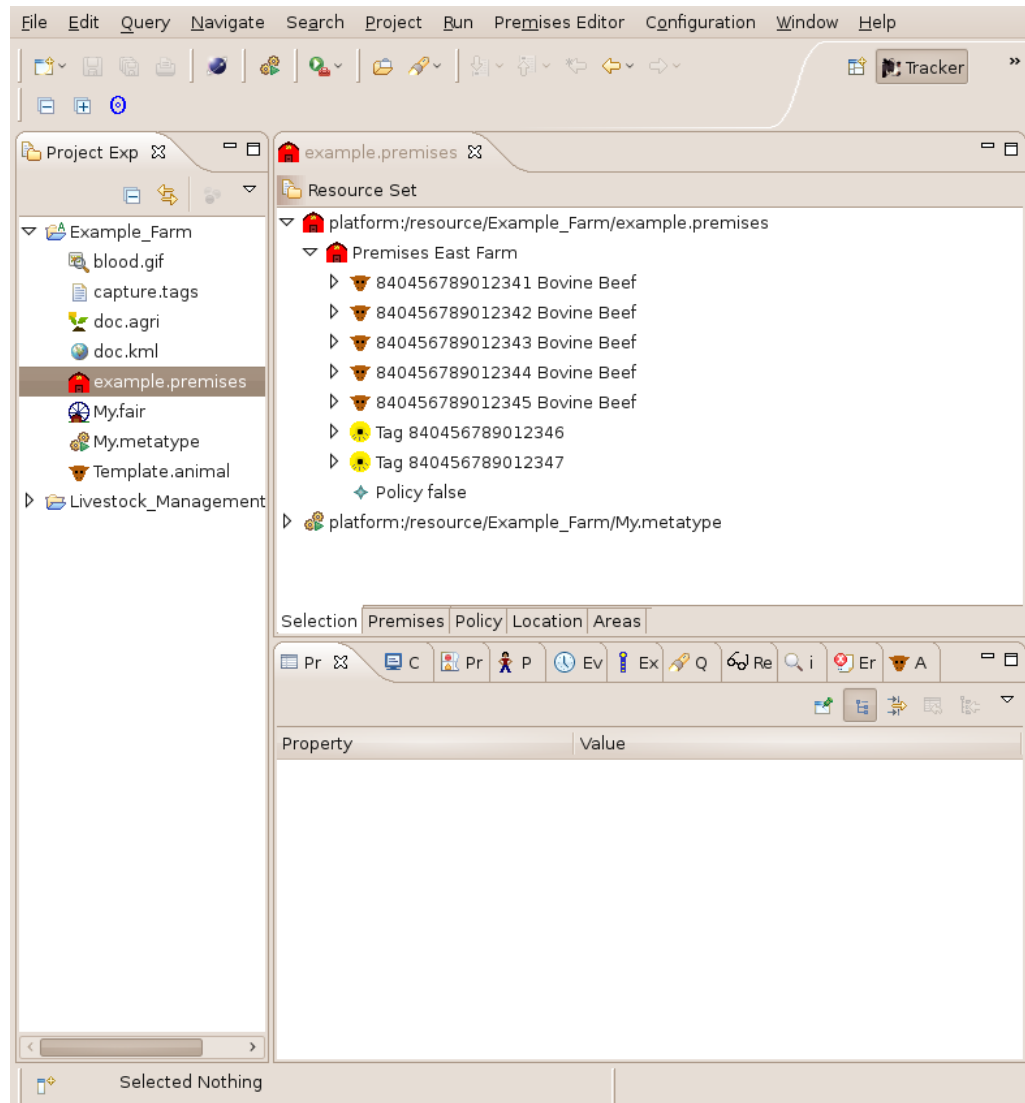 File Edit Query Navigate Search Project Run Premises Editor Configuration Window Help
Tracker
Project Exp
example.premises
Resource Set
Example_Farm
blood.gif
capture.tags
doc.agri
doc.kml
example.premises
My.fair
My.metatype
Template.animal
Livestock_Management
platform:/resource/Example_Farm/example.premises
Premises East Farm
840456789012341 Bovine Beef
840456789012342 Bovine Beef
840456789012343 Bovine Beef
840456789012344 Bovine Beef
840456789012345 Bovine Beef
Tag 840456789012346
Tag 840456789012347
Policy false
platform:/resource/Example_Farm/My.metatype
Selection Premises Policy Location Areas
Pr C Pr P Ev Ex Q Re i Er A
Property Value
Selected Nothing